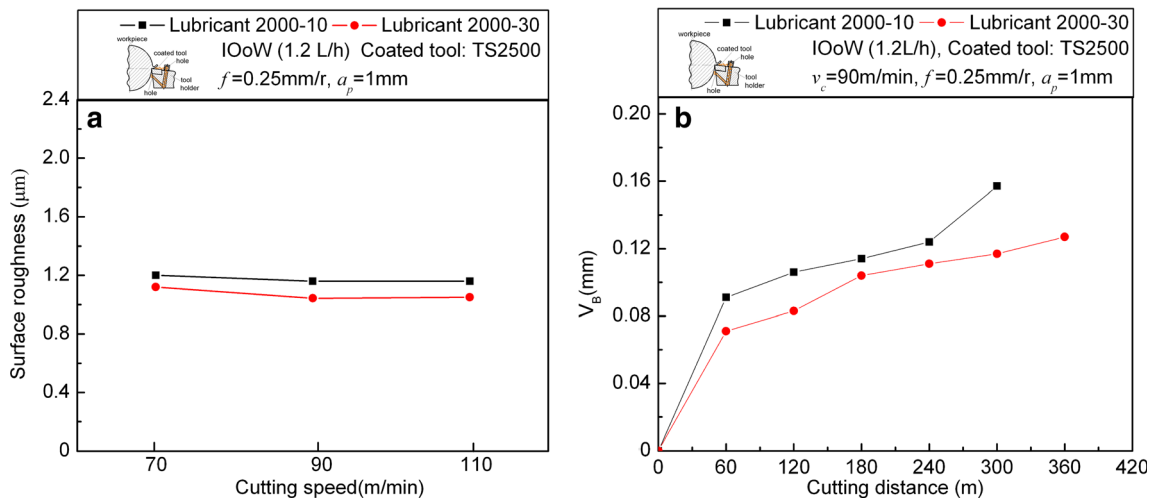 Lubricant 2000-10 Lubricant 2000-30
IOoW (1.2 L/h) Coated tool: TS2500
f=0.25mm/r, aₚ=1mm
workpiece
coated tool
hole
tool
holder
hole
a
Surface roughness (μm)
2.4
2.0
1.6
1.2
0.8
0.4
0
70 90 110
Cutting speed(m/min)
Lubricant 2000-10 Lubricant 2000-30
IOoW (1.2L/h), Coated tool: TS2500
v_c=90m/min, f=0.25mm/r, aₚ=1mm
workpiece
coated tool
hole
tool
holder
hole
b
V_B(mm)
0.20
0.16
0.12
0.08
0.04
0
0 60 120 180 240 300 360 420
Cutting distance (m)